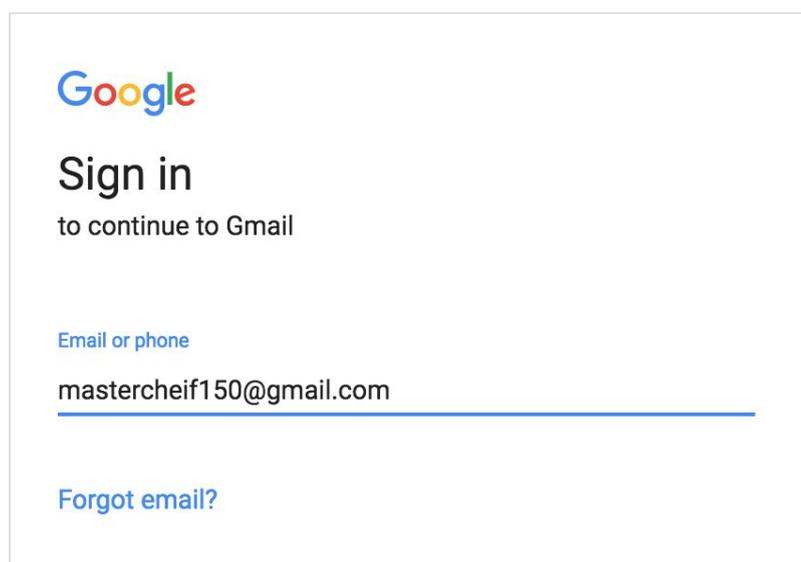 Google
Sign in
to continue to Gmail
Email or phone
mastercheif150@gmail.com
Forgot email?